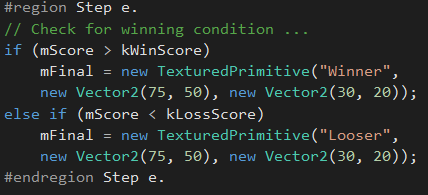 #region Step e.
// Check for winning condition ...
if (mScore > kWinScore)
mFinal = new TexturedPrimitive("Winner",
new Vector2(75, 50), new Vector2(30, 20));
else if (mScore < kLossScore)
mFinal = new TexturedPrimitive("Looser",
new Vector2(75, 50), new Vector2(30, 20));
#endregion Step e.